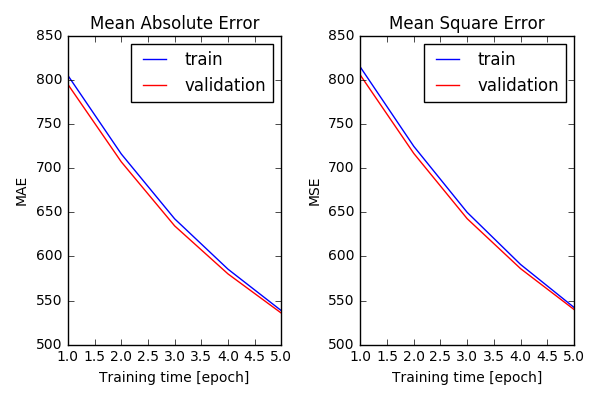 Mean Absolute Error
850
800
750
700
650
600
550
500
MAE
train
validation
1.0 1.5 2.0 2.5 3.0 3.5 4.0 4.5 5.0
Training time [epoch]
Mean Square Error
850
800
750
700
650
600
550
500
MSE
train
validation
1.0 1.5 2.0 2.5 3.0 3.5 4.0 4.5 5.0
Training time [epoch]